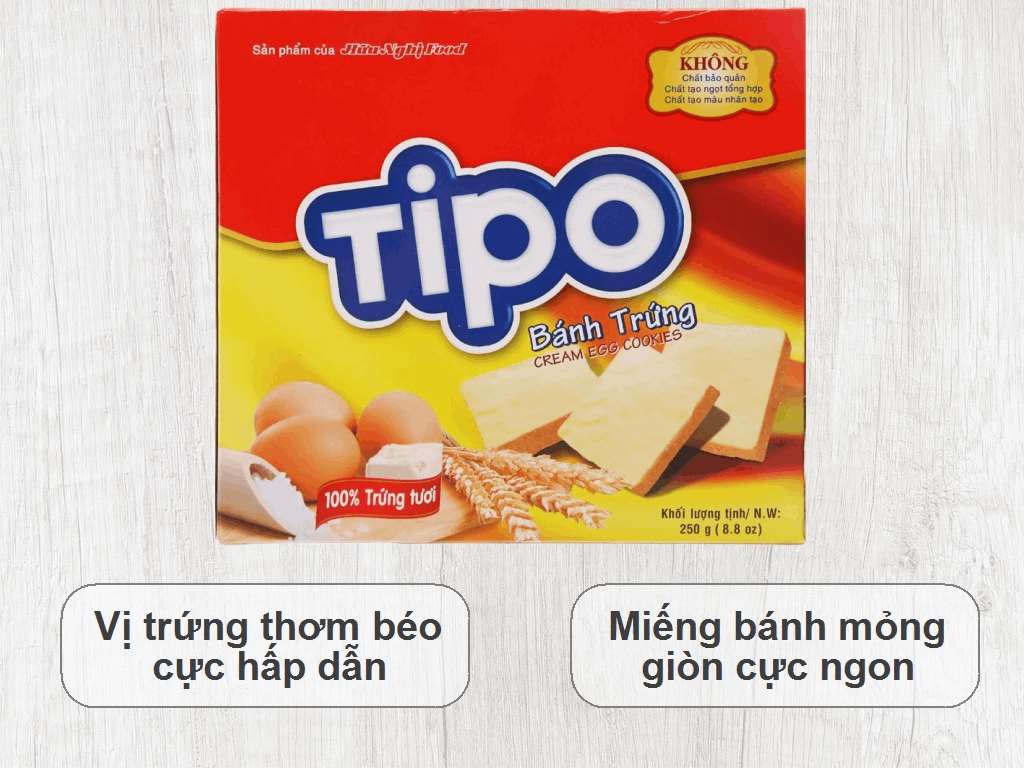 Sản phẩm của Hữu Nghị Food
KHÔNG
Chất bảo quản
Chất tạo ngọt tổng hợp
Chất tạo màu nhân tạo
Tipo
Bánh Trứng
CREAM EGG COOKIES
100% Trứng tươi
Khối lượng tịnh/ N.W:
250 g ( 8.8 oz)
Vị trứng thơm béo
cực hấp dẫn
Miếng bánh mỏng
giòn cực ngon